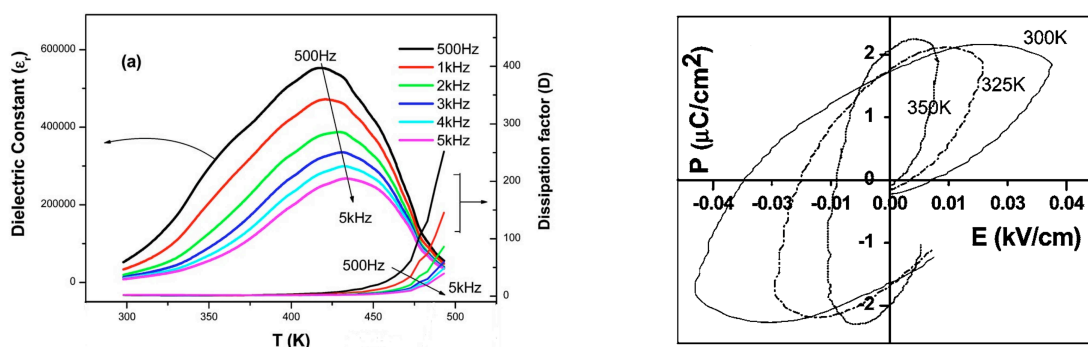 (a)
500Hz
1kHz
2kHz
3kHz
4kHz
5kHz
500Hz
5kHz
500Hz
5kHz
600000
400000
200000
0
Dielectric Constant (εr)
400
300
200
100
0
Dissipation factor (D)
300 350 400 450 500
T (K)
P (μC/cm²)
2
1
0
-1
-2
300K
325K
350K
-0.04 -0.03 -0.01 0.00 0.01 0.03 0.04
E (kV/cm)